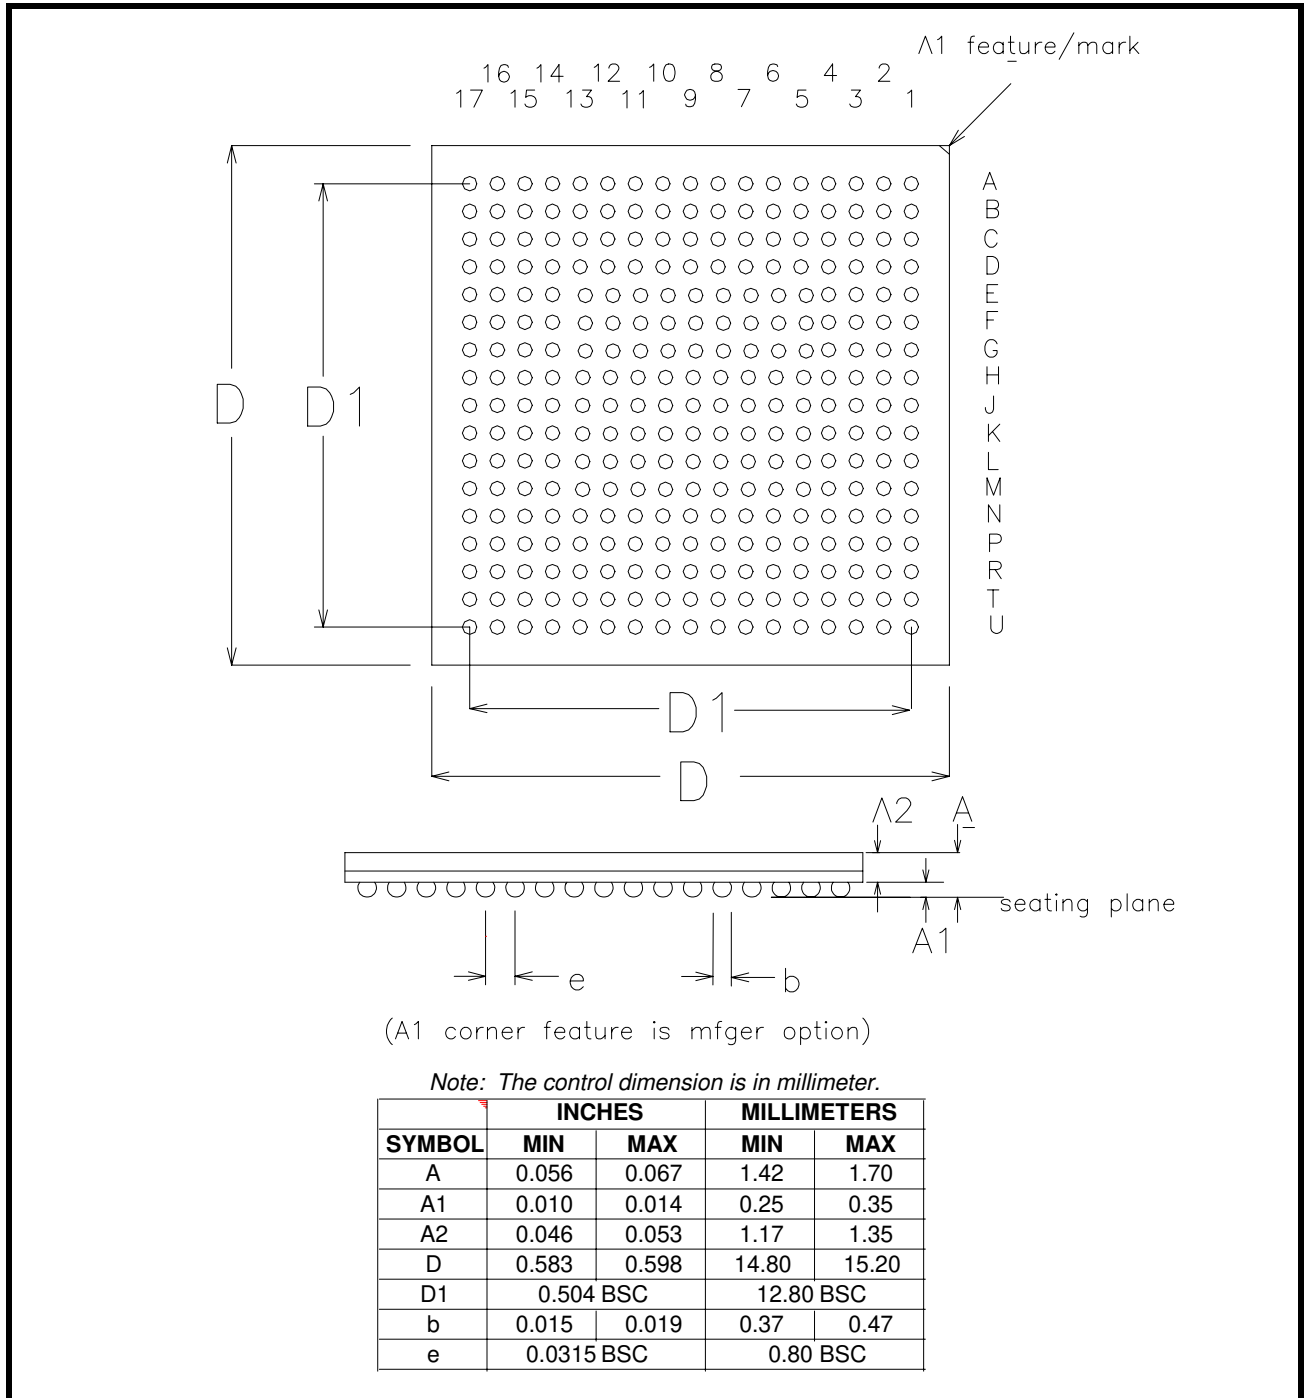 Λ1 feature/mark
16 14 12 10 8 6 4 2
17 15 13 11 9 7 5 3 1
A
B
C
D
E
F
G
H
J
K
L
M
N
P
R
T
U
D
D1
D1
D
Λ2
A
seating plane
A1
e
b
(A1 corner feature is mfger option)
Note: The control dimension is in millimeter.
INCHES MILLIMETERS
SYMBOL MIN MAX MIN MAX
A 0.056 0.067 1.42 1.70
A1 0.010 0.014 0.25 0.35
A2 0.046 0.053 1.17 1.35
D 0.583 0.598 14.80 15.20
D1 0.504 BSC 12.80 BSC
b 0.015 0.019 0.37 0.47
e 0.0315 BSC 0.80 BSC